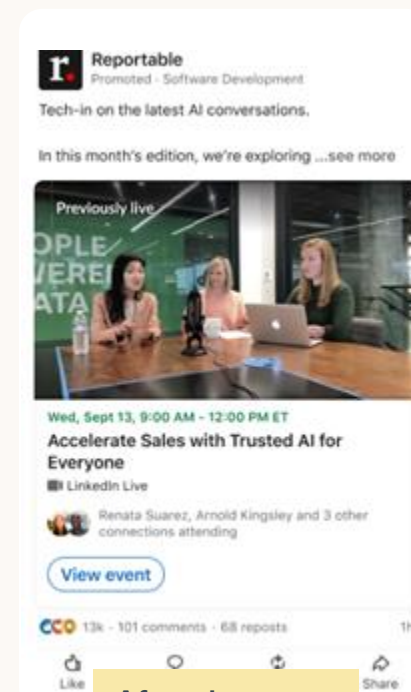 r.
Reportable
Promoted · Software Development
Tech-in on the latest AI conversations.
In this month's edition, we're exploring ...see more
Previously live
OPLE
WERE
ATA
Wed, Sept 13, 9:00 AM - 12:00 PM ET
Accelerate Sales with Trusted AI for
Everyone
LinkedIn Live
Renata Suarez, Arnold Kingsley and 3 other
connections attending
View event
13k · 101 comments · 68 reposts
Like
Share